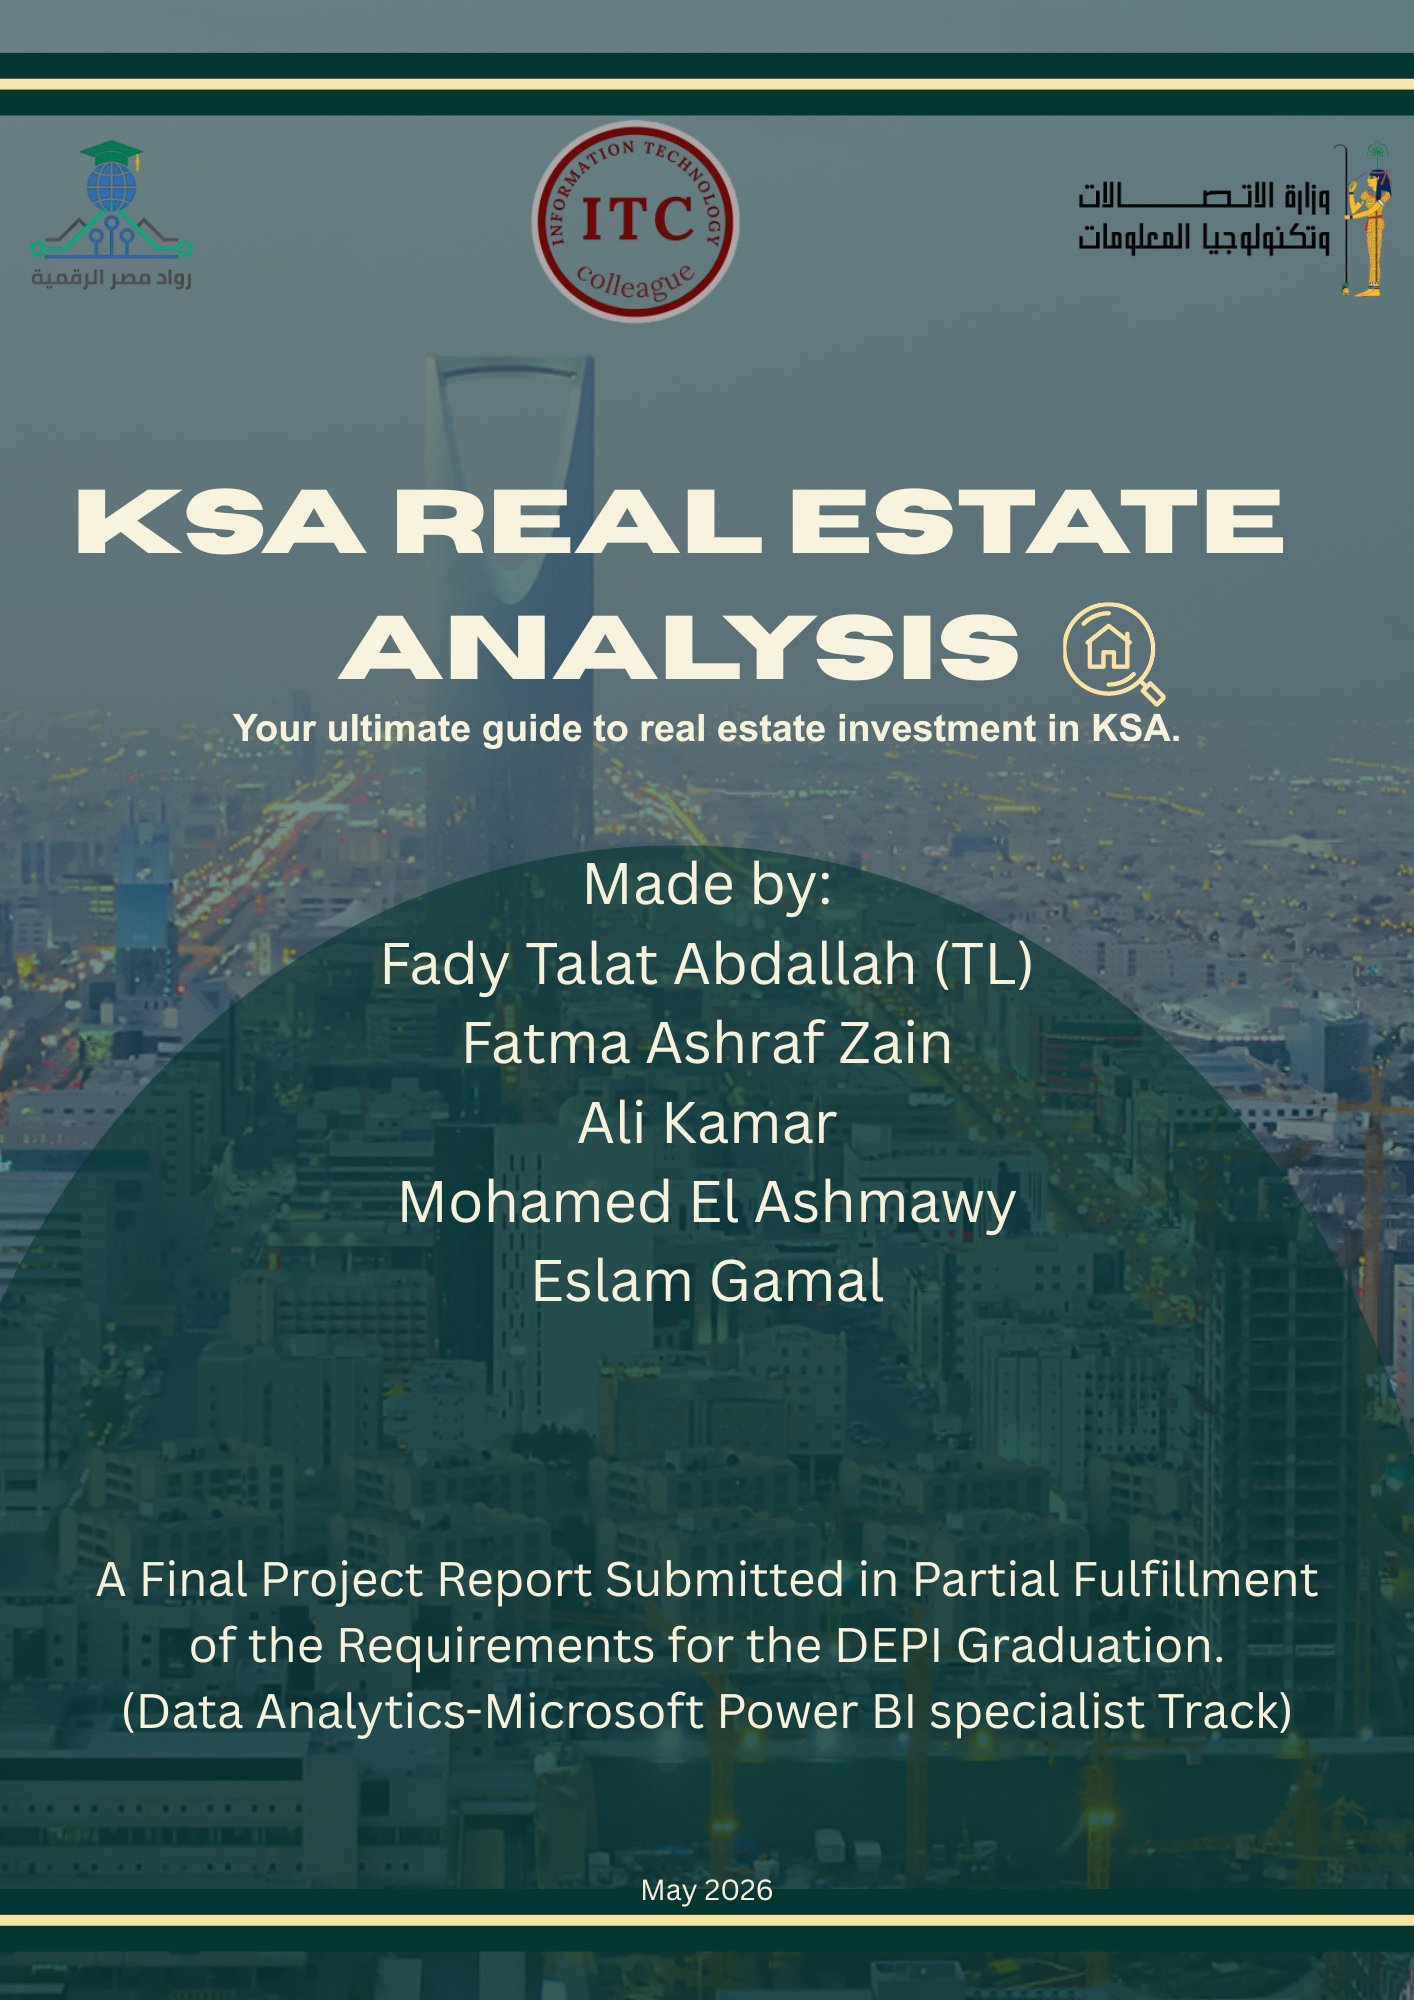 رواد مصر الرقمية
INFORMATION TECHNOLOGY
ITC
colleague
وزارة الاتصـــالات
وتكنولوجيا المعلومات
KSA REAL ESTATE
ANALYSIS
Your ultimate guide to real estate investment in KSA.
Made by:
Fady Talat Abdallah (TL)
Fatma Ashraf Zain
Ali Kamar
Mohamed El Ashmawy
Eslam Gamal
A Final Project Report Submitted in Partial Fulfillment
of the Requirements for the DEPI Graduation.
(Data Analytics-Microsoft Power BI specialist Track)
May 2026